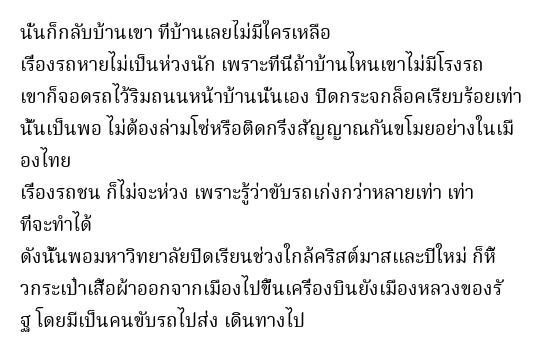 นั้นก็กลับบ้านเขา ที่บ้านเลยไม่มีใครเหลือ
เรื่องรถหายไม่เป็นห่วงนัก เพราะที่นี่ถ้าบ้านไหนเขาไม่มีโรงรถ
เขาก็จอดรถไว้ริมถนนหน้าบ้านนั่นเอง ปิดกระจกล็อคเรียบร้อยเท่า
นั้นเป็นพอ ไม่ต้องล่ามโซ่หรือติดกริ่งสัญญาณกันขโมยอย่างในเมื
องไทย
เรื่องรถชน ก็ไม่จะห่วง เพราะรู้ว่าขับรถเก่งกว่าหลายเท่า เท่า
ที่จะทำได้
ดังนั้นพอมหาวิทยาลัยปิดเรียนช่วงใกล้คริสต์มาสและปีใหม่ ก็หิ้
วกระเป๋าเสื้อผ้าออกจากเมืองไปขึ้นเครื่องบินยังเมืองหลวงของรั
ฐ โดยมีเป็นคนขับรถไปส่ง เดินทางไป